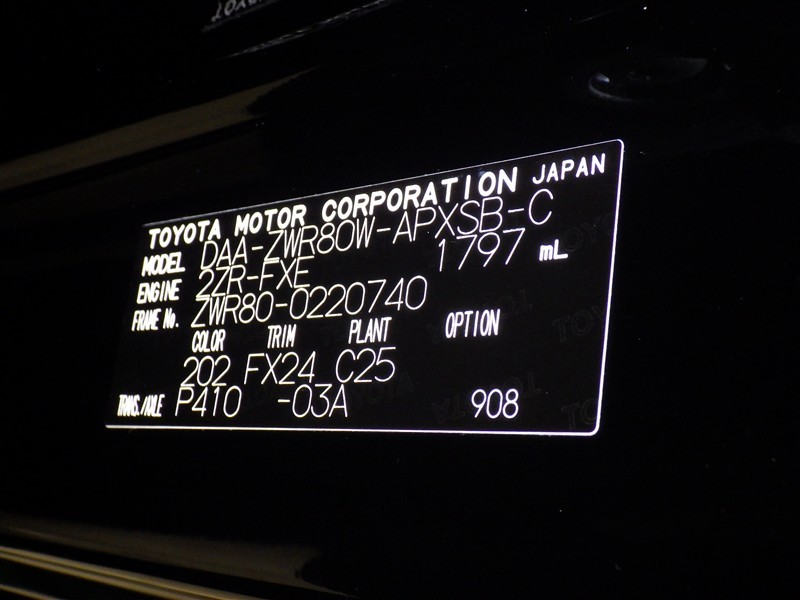 TOYOTA MOTOR CORPORATION JAPAN
MODEL DAA-ZWR80W-APXSB-C
ENGINE 2ZR-FXE 1797 mL
FRAME No. ZWR80-0220740
COLOR TRIM PLANT OPTION
202 FX24 C25
TRANS./AXLE P410 -03A 908